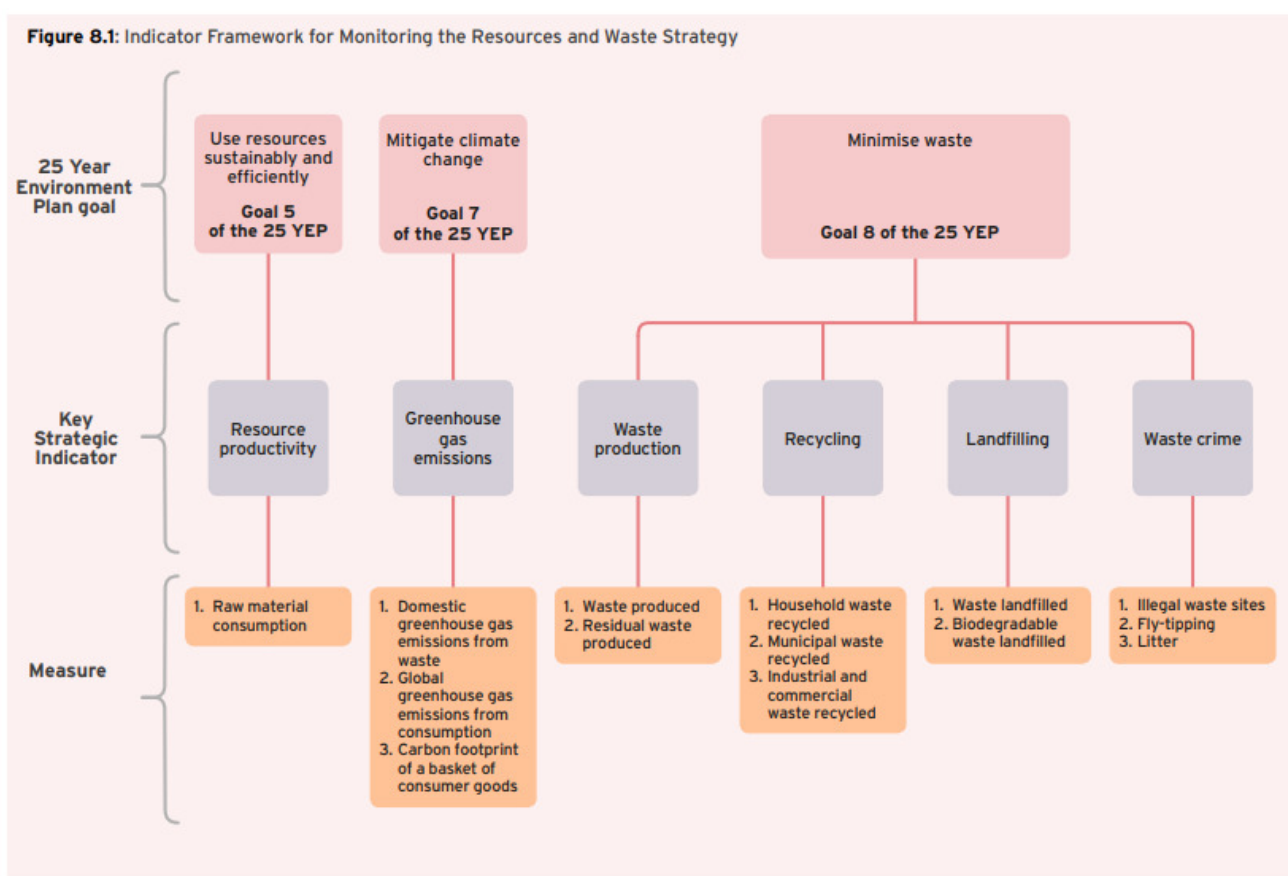 Figure 8.1: Indicator Framework for Monitoring the Resources and Waste Strategy
25 Year
Environment
Plan goal
Use resources
sustainably and
efficiently
Goal 5
of the 25 YEP
Mitigate climate
change
Goal 7
of the 25 YEP
Minimise waste
Goal 8 of the 25 YEP
Key
Strategic
Indicator
Resource
productivity
Greenhouse
gas
emissions
Waste
production
Recycling
Landfilling
Waste crime
Measure
1. Raw material
consumption
1. Domestic
greenhouse gas
emissions from
waste
2. Global
greenhouse gas
emissions from
consumption
3. Carbon footprint
of a basket of
consumer goods
1. Waste produced
2. Residual waste
produced
1. Household waste
recycled
2. Municipal waste
recycled
3. Industrial and
commercial
waste recycled
1. Waste landfilled
2. Biodegradable
waste landfilled
1. Illegal waste sites
2. Fly-tipping
3. Litter